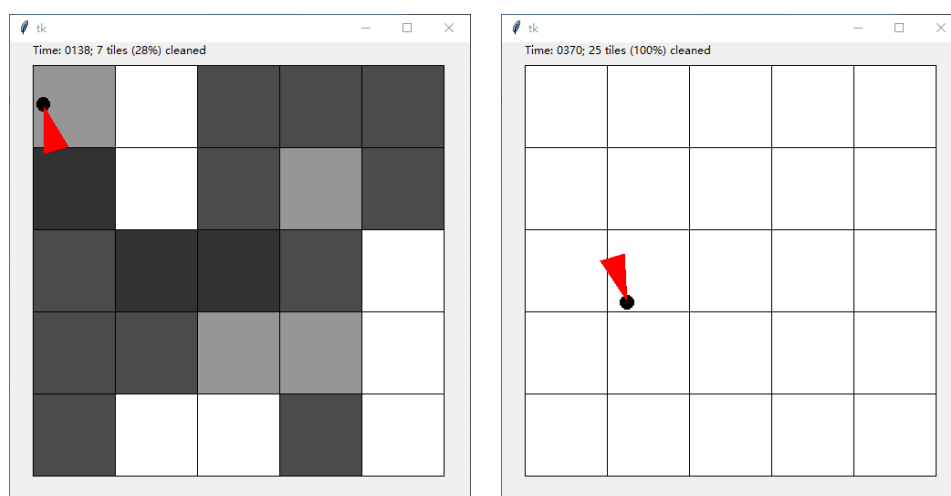 tk
Time: 0138; 7 tiles (28%) cleaned
tk
Time: 0370; 25 tiles (100%) cleaned